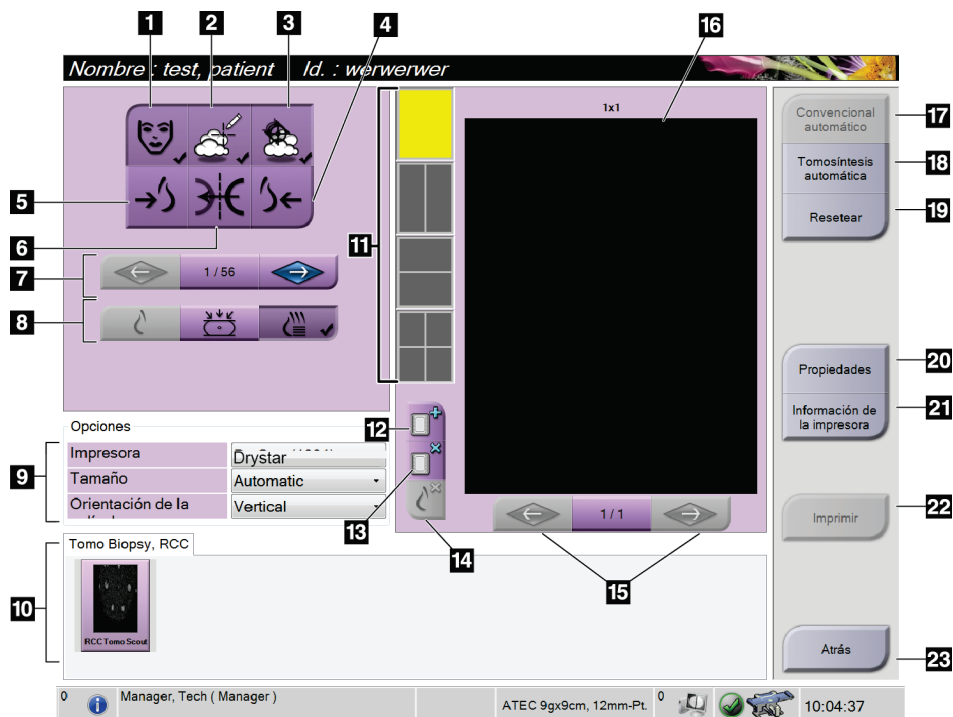 1
2
3
4
16
Nombre : test, patient Id. : werwerwer
1x1
Convencional
automático
17
Tomosíntesis
automática
18
Resetear
19
5
6
11
7
1 / 56
8
Propiedades
20
Información de
la impresora
21
Opciones
12
9
Impresora
DryStar
Tamaño
Automatic
Orientación de la
Vertical
13
14
1 / 1
15
Imprimir
22
Tomo Biopsy, RCC
10
RCC Tomo Scout
Atrás
23
0
Manager, Tech ( Manager )
ATEC 9gx9cm, 12mm-Pt.
0
10:04:37